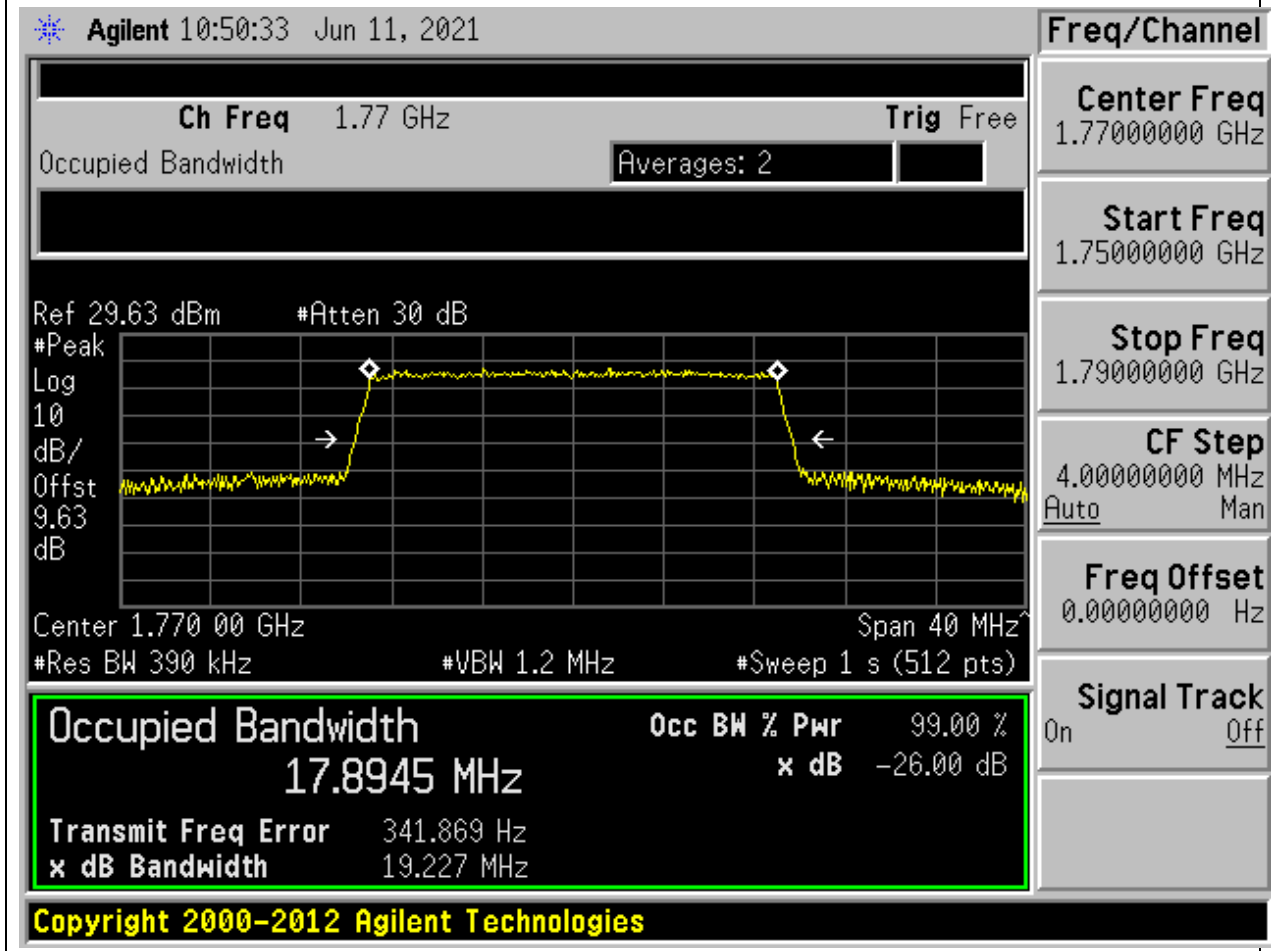 Agilent 10:50:33 Jun 11, 2021
Freq/Channel
Ch Freq 1.77 GHz Trig Free
Occupied Bandwidth Averages: 2
Center Freq
1.77000000 GHz
Start Freq
1.75000000 GHz
Stop Freq
1.79000000 GHz
CF Step
4.00000000 MHz
Auto Man
Freq Offset
0.00000000 Hz
Signal Track
On Off
Ref 29.63 dBm #Atten 30 dB
#Peak
Log
10
dB/
Offst
9.63
dB
Center 1.770 00 GHz Span 40 MHz^
#Res BW 390 kHz #VBW 1.2 MHz #Sweep 1 s (512 pts)
Occupied Bandwidth Occ BW % Pwr 99.00 %
17.8945 MHz x dB -26.00 dB
Transmit Freq Error 341.869 Hz
x dB Bandwidth 19.227 MHz
Copyright 2000-2012 Agilent Technologies